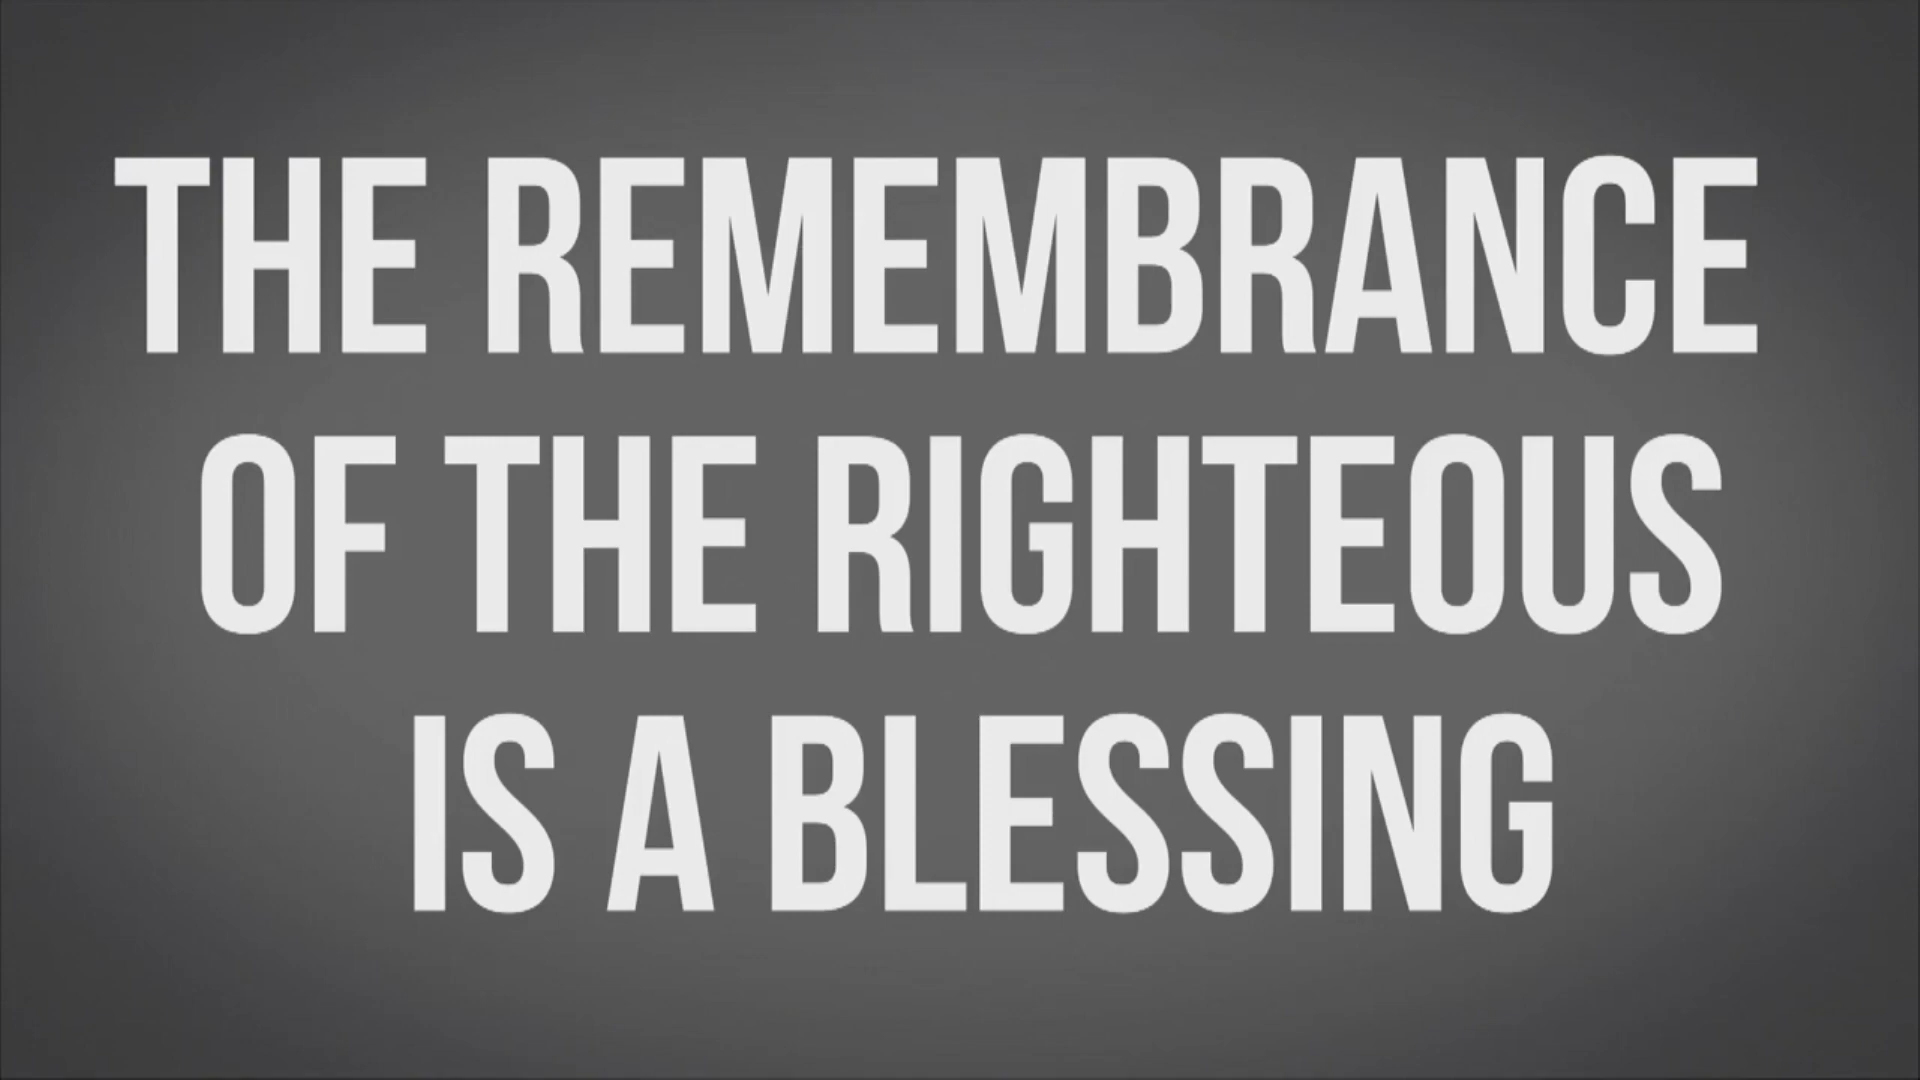 THE REMEMBRANCE
OF THE RIGHTEOUS
IS A BLESSING